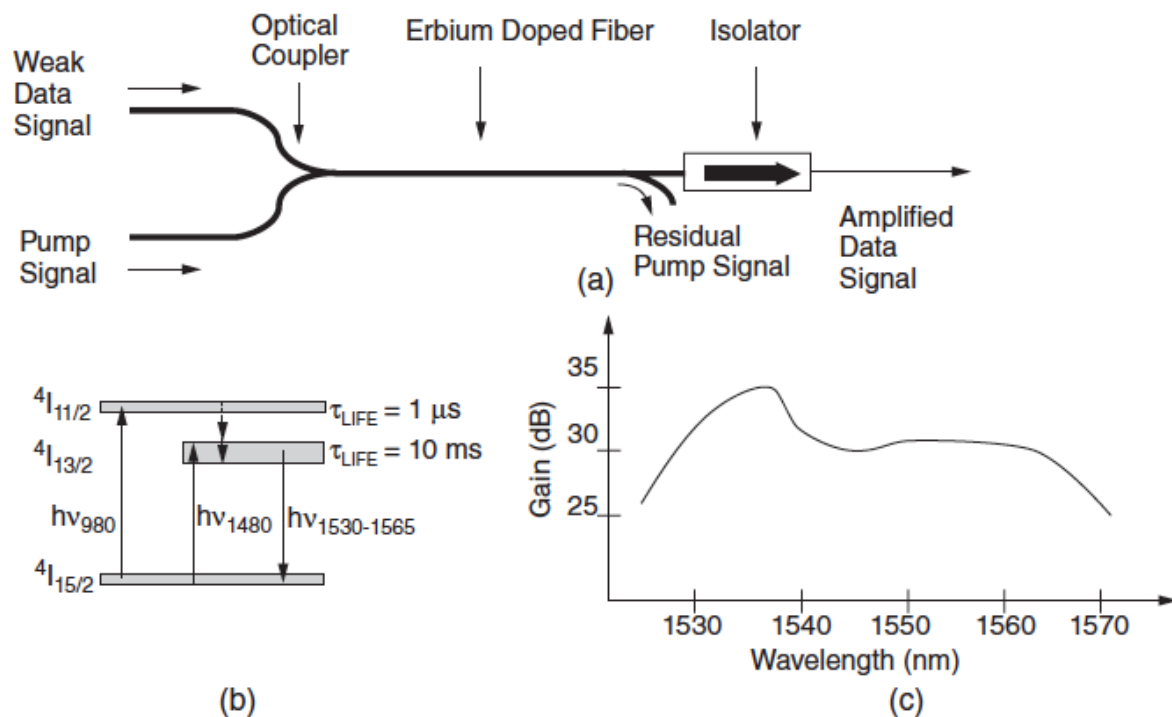 Optical
Coupler
Erbium Doped Fiber
Isolator
Weak
Data
Signal
Pump
Signal
Residual
Pump Signal
Amplified
Data
Signal
(a)
⁴I₁₁/₂
τLIFE = 1 μs
⁴I₁₃/₂
τLIFE = 10 ms
hν₉₈₀
hν₁₄₈₀
hν₁₅₃₀₋₁₅₆₅
⁴I₁₅/₂
(b)
Gain (dB)
35
30
25
1530 1540 1550 1560 1570
Wavelength (nm)
(c)